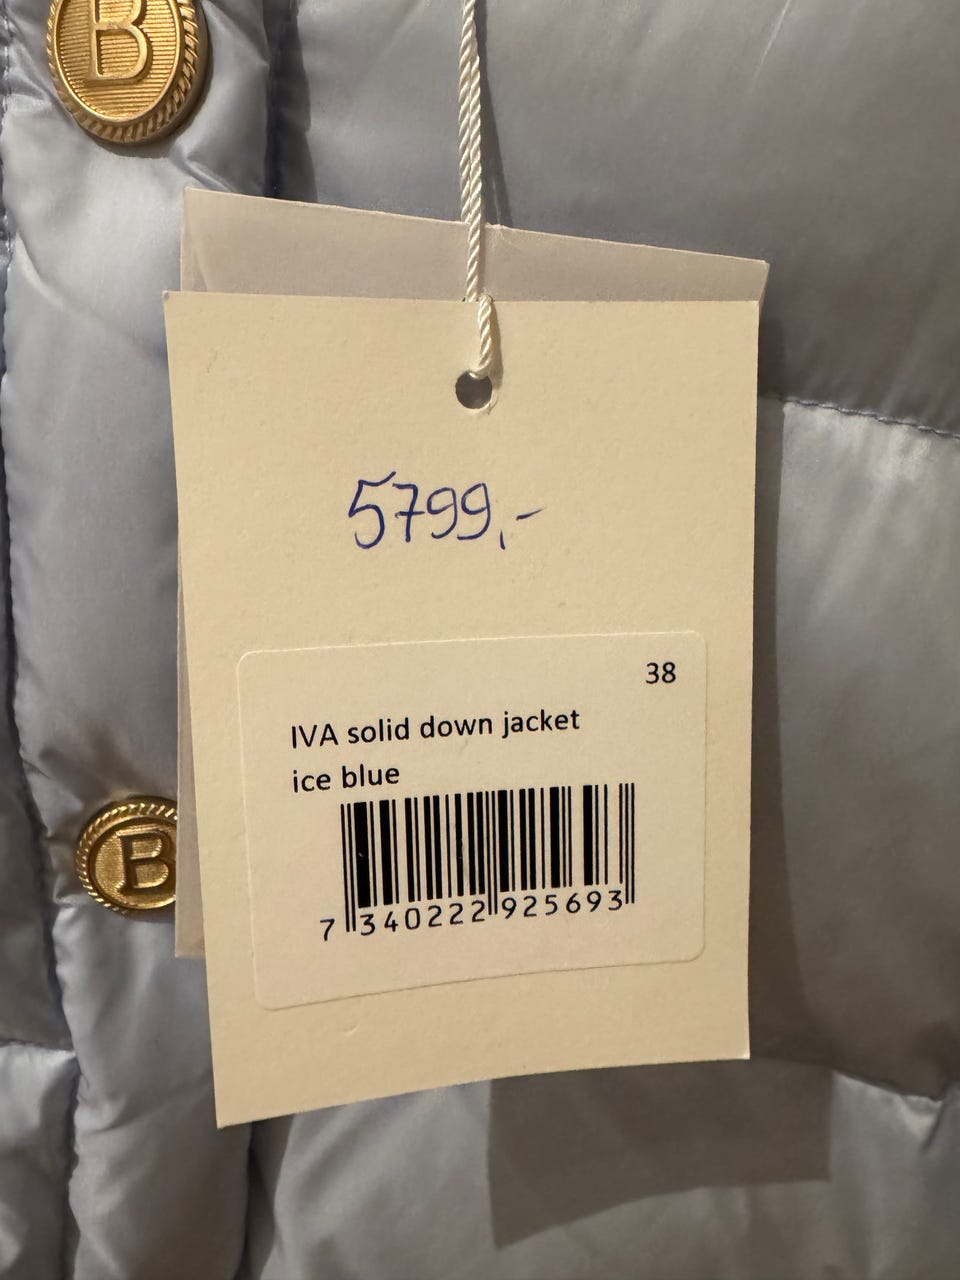 B
5799,-
38
IVA solid down jacket
ice blue
B
7 340222 925693